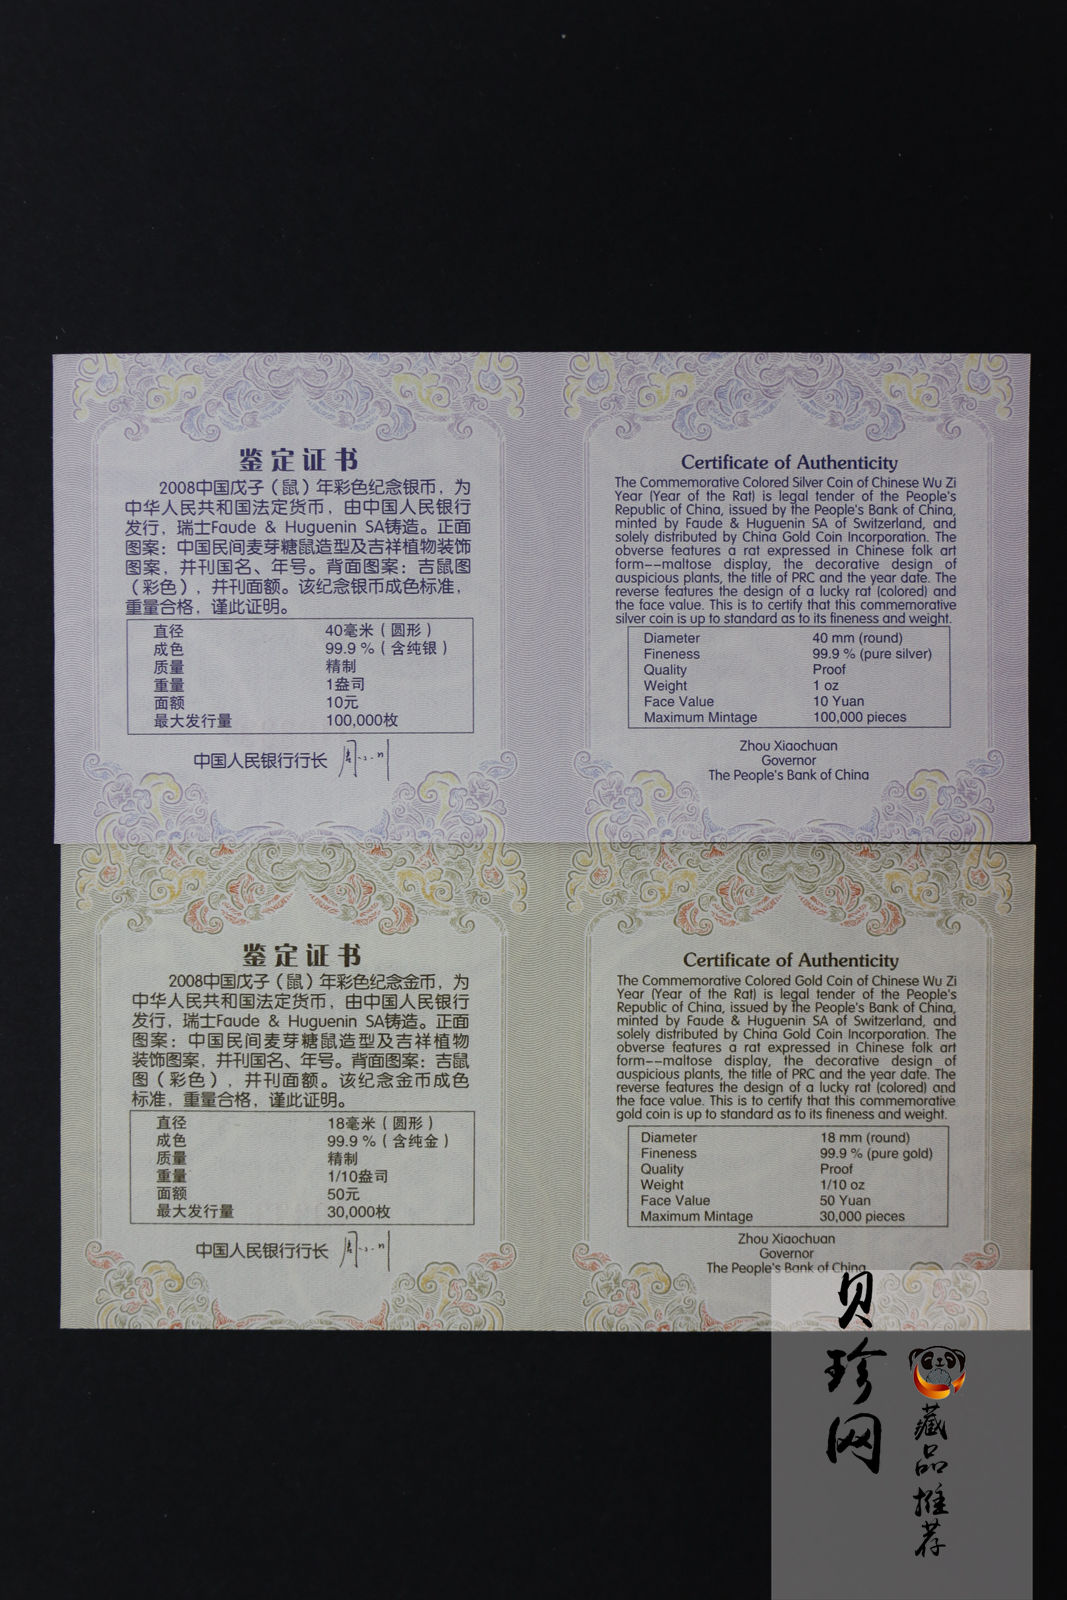 鉴定证书
2008中国戊子（鼠）年彩色纪念银币，为
中华人民共和国法定货币，由中国人民银行
发行，瑞士Faude & Huguenin SA铸造。正面
图案：中国民间麦芽糖鼠造型及吉祥植物装饰
图案，并刊国名、年号。背面图案：吉鼠图
（彩色），并刊面额。该纪念银币成色标准，
重量合格，谨此证明。
直径 40毫米（圆形）
成色 99.9％（含纯银）
质量 精制
重量 1盎司
面额 10元
最大发行量 100,000枚
中国人民银行行长
Certificate of Authenticity
The Commemorative Colored Silver Coin of Chinese Wu Zi
Year (Year of the Rat) is legal tender of the People's
Republic of China, issued by the People's Bank of China,
minted by Faude & Huguenin SA of Switzerland, and
solely distributed by China Gold Coin Incorporation. The
obverse features a rat expressed in Chinese folk art
form--maltose display, the decorative design of
auspicious plants, the title of PRC and the year date. The
reverse features the design of a lucky rat (colored) and
the face value. This is to certify that this commemorative
silver coin is up to standard as to its fineness and weight.
Diameter 40 mm (round)
Fineness 99.9 % (pure silver)
Quality Proof
Weight 1 oz
Face Value 10 Yuan
Maximum Mintage 100,000 pieces
Zhou Xiaochuan
Governor
The People's Bank of China
鉴定证书
2008中国戊子（鼠）年彩色纪念金币，为
中华人民共和国法定货币，由中国人民银行
发行，瑞士Faude & Huguenin SA铸造。正面
图案：中国民间麦芽糖鼠造型及吉祥植物
装饰图案，并刊国名、年号。背面图案：吉鼠
图（彩色），并刊面额。该纪念金币成色
标准，重量合格，谨此证明。
直径 18毫米（圆形）
成色 99.9％（含纯金）
质量 精制
重量 1/10盎司
面额 50元
最大发行量 30,000枚
中国人民银行行长
Certificate of Authenticity
The Commemorative Colored Gold Coin of Chinese Wu Zi
Year (Year of the Rat) is legal tender of the People's
Republic of China, issued by the People's Bank of China,
minted by Faude & Huguenin SA of Switzerland, and
solely distributed by China Gold Coin Incorporation. The
obverse features a rat expressed in Chinese folk art
form--maltose display, the decorative design of
auspicious plants, the title of PRC and the year date. The
reverse features the design of a lucky rat (colored) and
the face value. This is to certify that this commemorative
gold coin is up to standard as to its fineness and weight.
Diameter 18 mm (round)
Fineness 99.9 % (pure gold)
Quality Proof
Weight 1/10 oz
Face Value 50 Yuan
Maximum Mintage 30,000 pieces
Zhou Xiaochuan
Governor
The People's Bank of China
贝珍网
藏品推荐